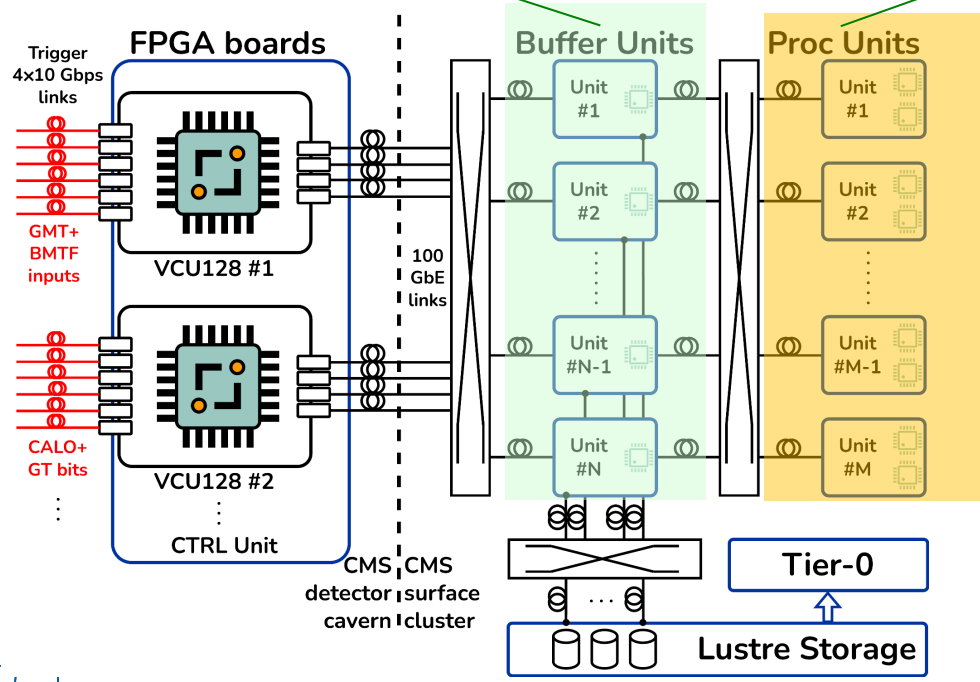 Trigger
4x10 Gbps
links
FPGA boards
Buffer Units
Proc Units
GMT+
BMTF
inputs
VCU128 #1
100
GbE
links
Unit
#1
Unit
#2
Unit
#N-1
Unit
#N
Unit
#1
Unit
#2
Unit
#M-1
Unit
#M
CALO+
GT bits
VCU128 #2
CTRL Unit
CMS
detector
cavern
CMS
surface
cluster
Tier-0
Lustre Storage